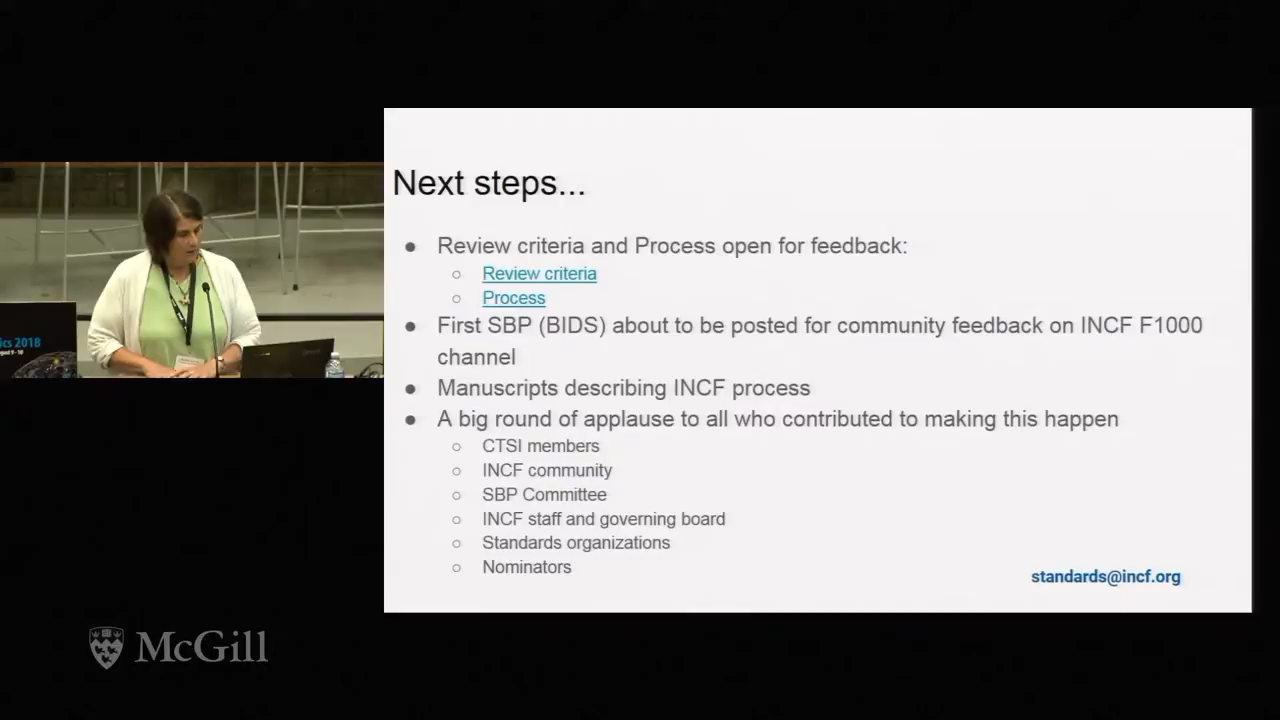 Next steps...
● Review criteria and Process open for feedback:
○ Review criteria
○ Process
● First SBP (BIDS) about to be posted for community feedback on INCF F1000
channel
● Manuscripts describing INCF process
● A big round of applause to all who contributed to making this happen
○ CTSI members
○ INCF community
○ SBP Committee
○ INCF staff and governing board
○ Standards organizations
○ Nominators
standards@incf.org
ics 2018
McGill